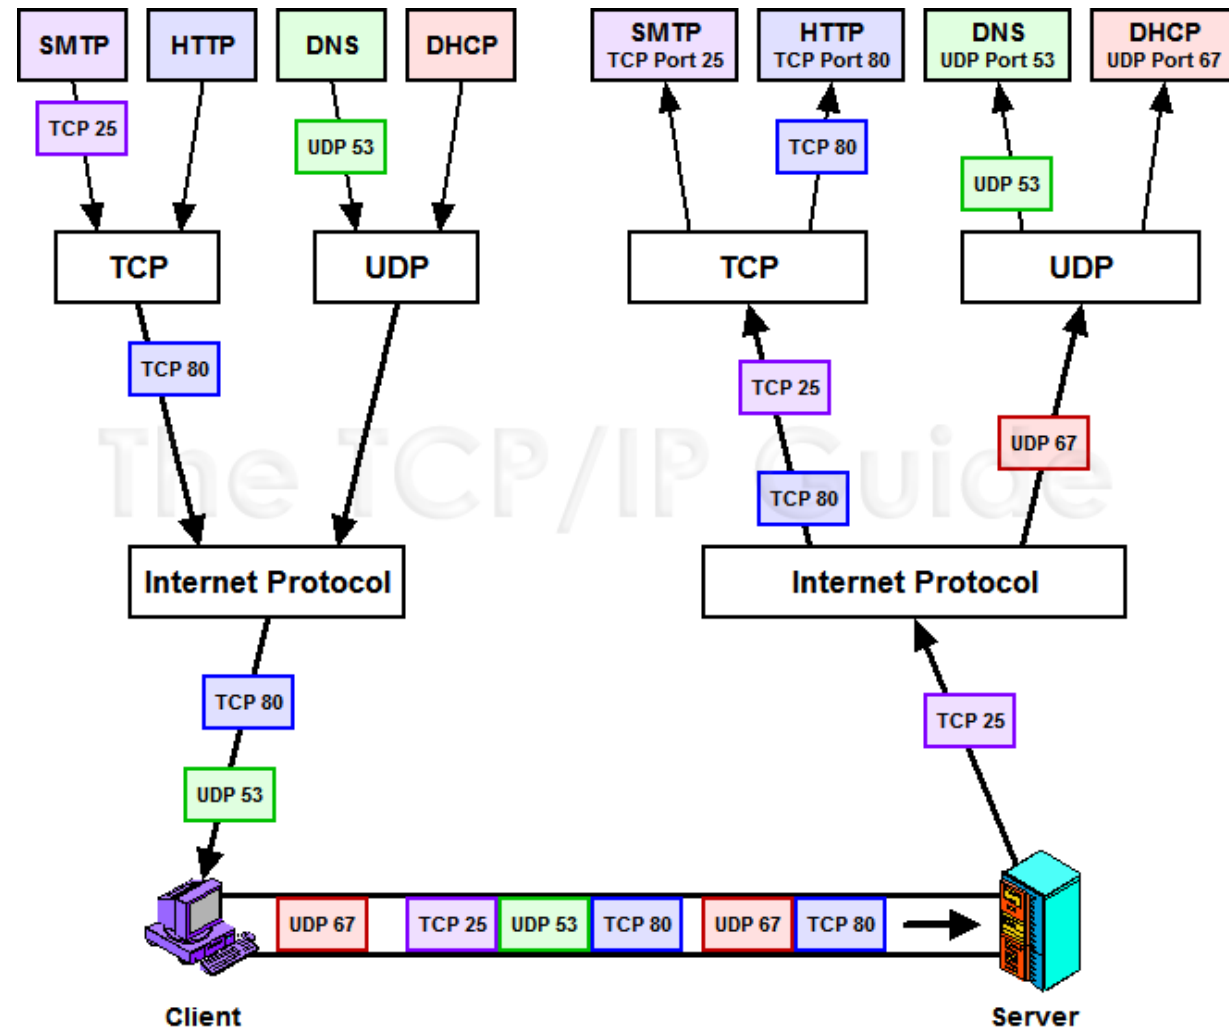 SMTP
HTTP
DNS
DHCP
SMTP
TCP Port 25
HTTP
TCP Port 80
DNS
UDP Port 53
DHCP
UDP Port 67
TCP 25
UDP 53
TCP 80
UDP 53
TCP
UDP
TCP
UDP
TCP 80
TCP 25
UDP 67
TCP 80
The TCP/IP Guide
Internet Protocol
Internet Protocol
TCP 80
TCP 25
UDP 53
UDP 67
TCP 25
UDP 53
TCP 80
UDP 67
TCP 80
Client
Server